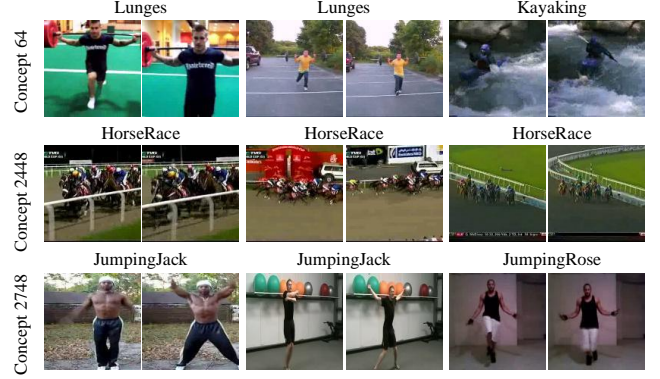 Lunges Lunges Kayaking
Concept 64
HorseRace HorseRace HorseRace
Concept 2448
JumpingJack JumpingJack JumpingRose
Concept 2748